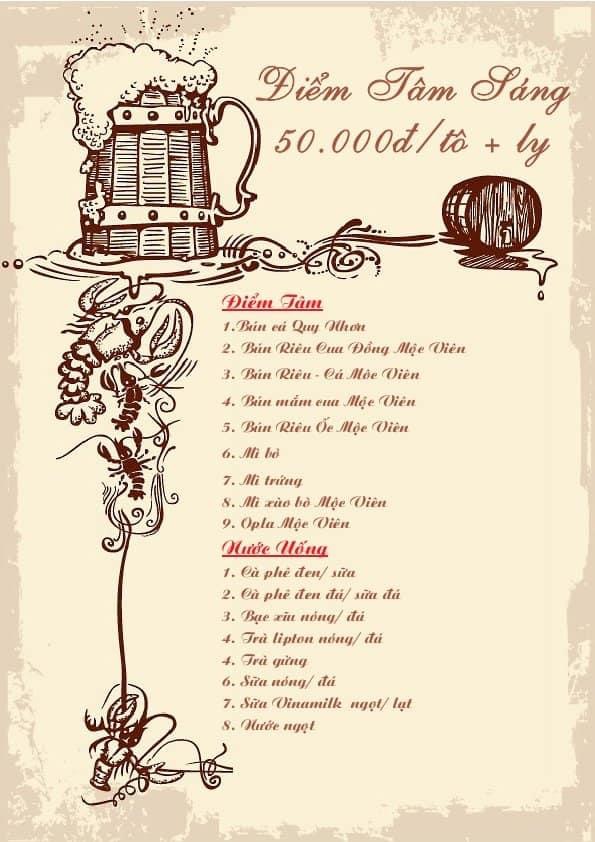 Điểm Tâm Sáng
50.000đ/tô + ly
Điểm Tâm
1.Bún cá Quy Nhơn
2. Bún Riêu Cua Đồng Mộc Viên
3. Bún Riêu - Cá Môc Viên
4. Bún mắm cua Mộc Viên
5. Bún Riêu Ốc Mộc Viên
6. Mì bò
7. Mì trứng
8. Mì xào bò Mộc Viên
9. Opla Mộc Viên
Nước Uống
1. Cà phê đen/ sữa
2. Cà phê đen đá/ sữa đá
3. Bạc xĩu nóng/ đá
4. Trà lipton nóng/ đá
4. Trà gừng
6. Sữa nóng/ đá
7. Sữa Vinamilk ngọt/ lạt
8. Nước ngọt